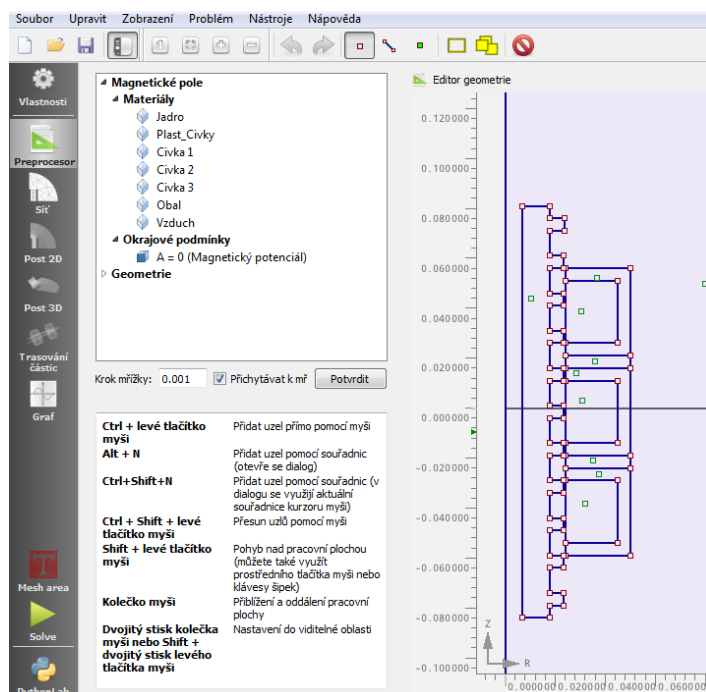 Soubor Upravit Zobrazení Problém Nástroje Nápověda
Vlastnosti
Preprocesor
Síť
Post 2D
Post 3D
Trasování
částic
Graf
Mesh area
Solve
PythonLab
Magnetické pole
Materiály
Jadro
Plast_Civky
Civka 1
Civka 2
Civka 3
Obal
Vzduch
Okrajové podmínky
A = 0 (Magnetický potenciál)
Geometrie
Krok mřížky: 0.001 Přichytávat k mř Potvrdit
Ctrl + levé tlačítko Přidat uzel přímo pomocí myši
myši
Alt + N Přidat uzel pomocí souřadnic
(otevře se dialog)
Ctrl+Shift+N Přidat uzel pomocí souřadnic (v
dialogu se využijí aktuální
souřadnice kurzoru myši)
Ctrl + Shift + levé Přesun uzlů pomocí myši
tlačítko myši
Shift + levé tlačítko Pohyb nad pracovní plochou
myši (můžete také využít
prostředního tlačítka myši nebo
klávesy šipek)
Kolečko myši Přiblížení a oddálení pracovní
plochy
Dvojitý stisk kolečka Nastavení do viditelné oblasti
myši nebo Shift +
dvojitý stisk levého
tlačítka myši
Editor geometrie
0.120000
0.100000
0.080000
0.060000
0.040000
0.020000
0.000000
-0.020000
-0.040000
-0.060000
-0.080000
-0.100000
Z
R
0.000000 0.020000 0.040000 0.060000